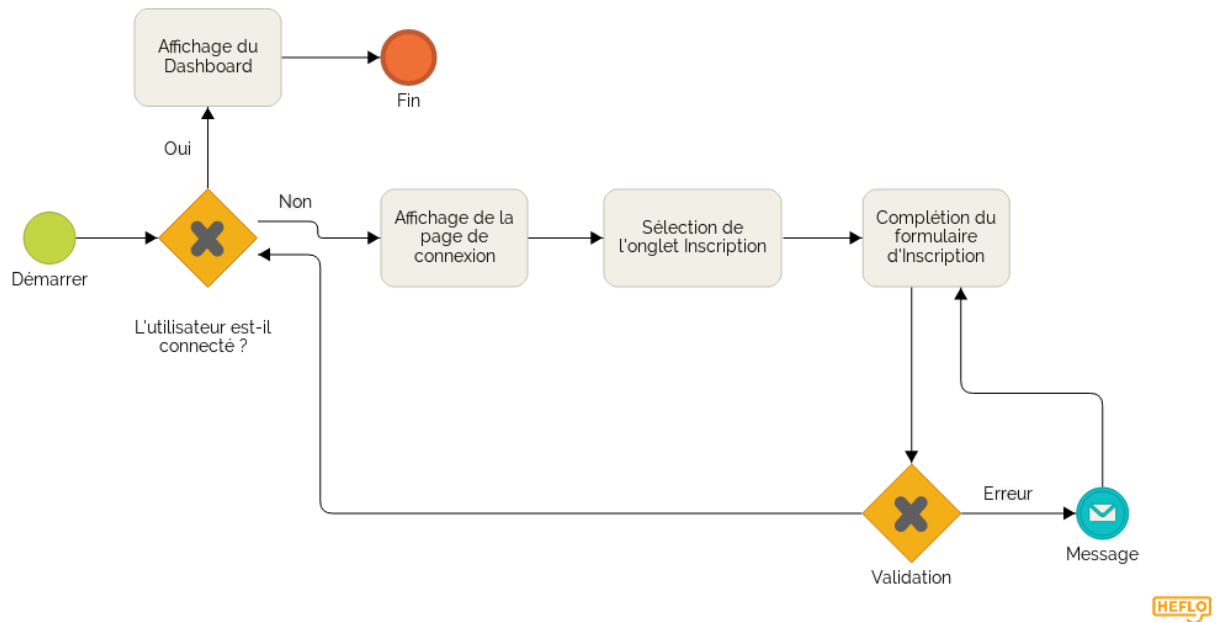 Affichage du
Dashboard
Fin
Oui
Non
Démarrer
L'utilisateur est-il
connecté ?
Affichage de la
page de
connexion
Sélection de
l'onglet Inscription
Complétion du
formulaire
d'Inscription
Erreur
Message
Validation
HEFLO